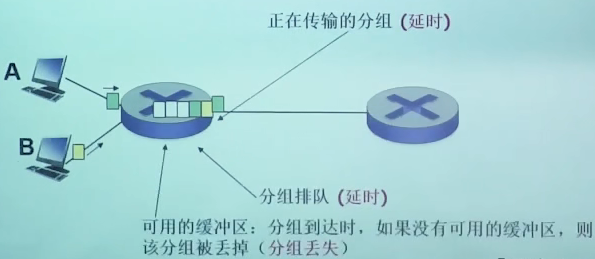 正在传输的分组 (延时)
A
B
分组排队 (延时)
可用的缓冲区：分组到达时，如果没有可用的缓冲区，则
该分组被丢掉（分组丢失）